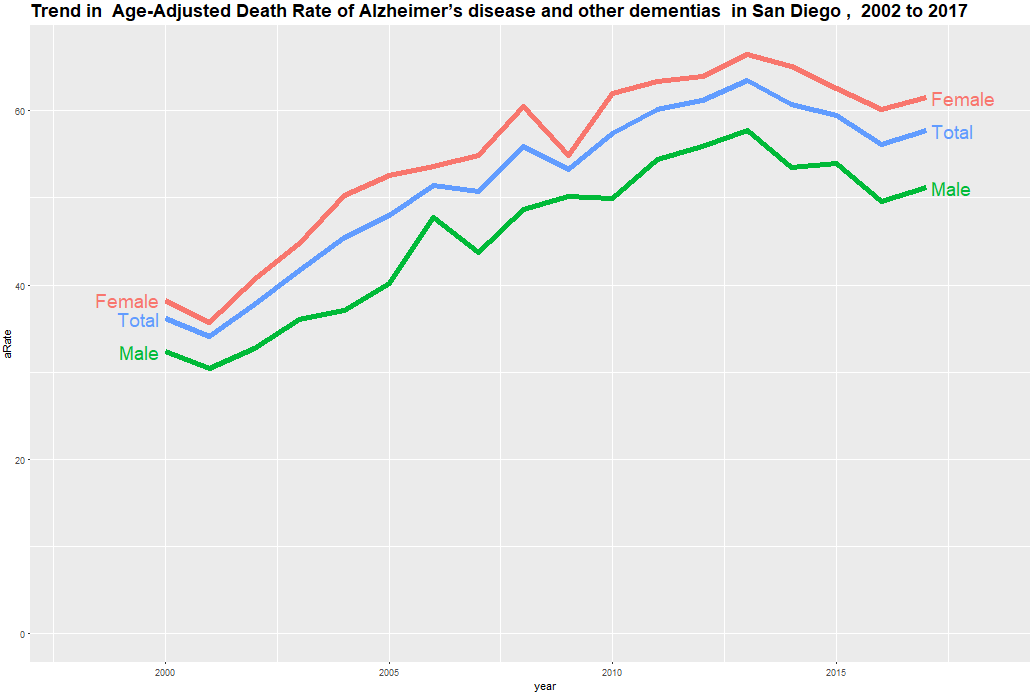 Trend in  Age-Adjusted Death Rate of Alzheimer’s disease and other dementias  in San Diego ,  2002 to 2017
60
40
20
0
aRate
Female
Total
Male
Female
Total
Male
2000
2005
2010
2015
year